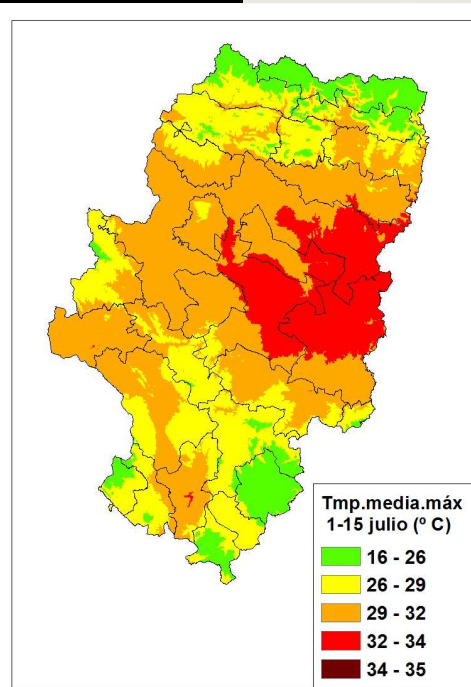 Tmp.media.máx
1-15 julio (º C)
16 - 26
26 - 29
29 - 32
32 - 34
34 - 35